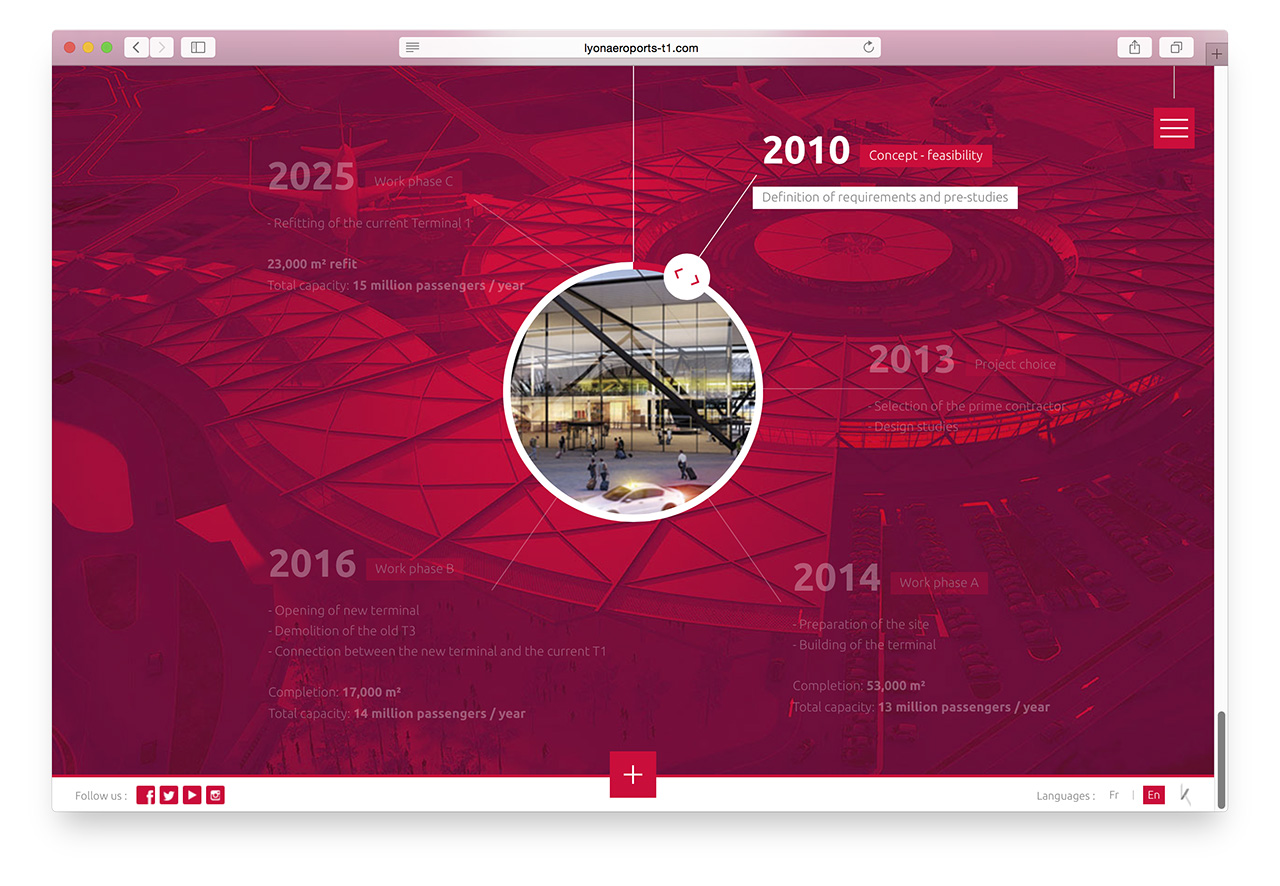 lyonaeroports-t1.com
2010 Concept - feasibility
Definition of requirements and pre-studies
2025 Work phase C
- Refitting of the current Terminal 1
23,000 m² refit
Total capacity: 15 million passengers / year
2013 Project choice
- Selection of the prime contractor
- Design studies
2016 Work phase B
- Opening of new terminal
- Demolition of the old T3
- Connection between the new terminal and the current T1
Completion: 17,000 m²
Total capacity: 14 million passengers / year
2014 Work phase A
- Preparation of the site
- Building of the terminal
Completion: 53,000 m²
Total capacity: 13 million passengers / year
Follow us :
Languages : Fr | En